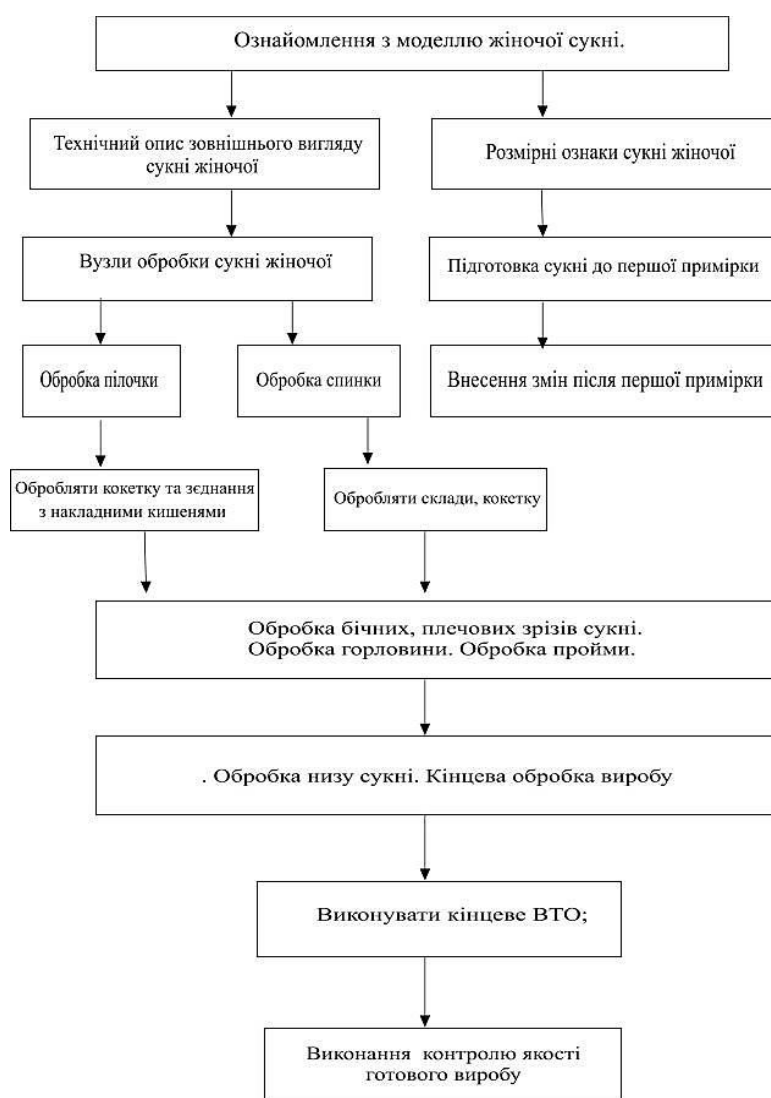 Ознайомлення з моделлю жіночої сукні.
Технічний опис зовнішнього вигляду
сукні жіночої
Розмірні ознаки сукні жіночої
Вузли обробки сукні жіночої
Підготовка сукні до першої примірки
Обробка пілочки
Обробка спинки
Внесення змін після першої примірки
Обробляти кокетку та зєднання
з накладними кишенями
Обробляти склади, кокетку
Обробка бічних, плечових зрізів сукні.
Обробка горловини. Обробка пройми.
. Обробка низу сукні. Кінцева обробка виробу
Виконувати кінцеве ВТО;
Виконання контролю якості
готового виробу